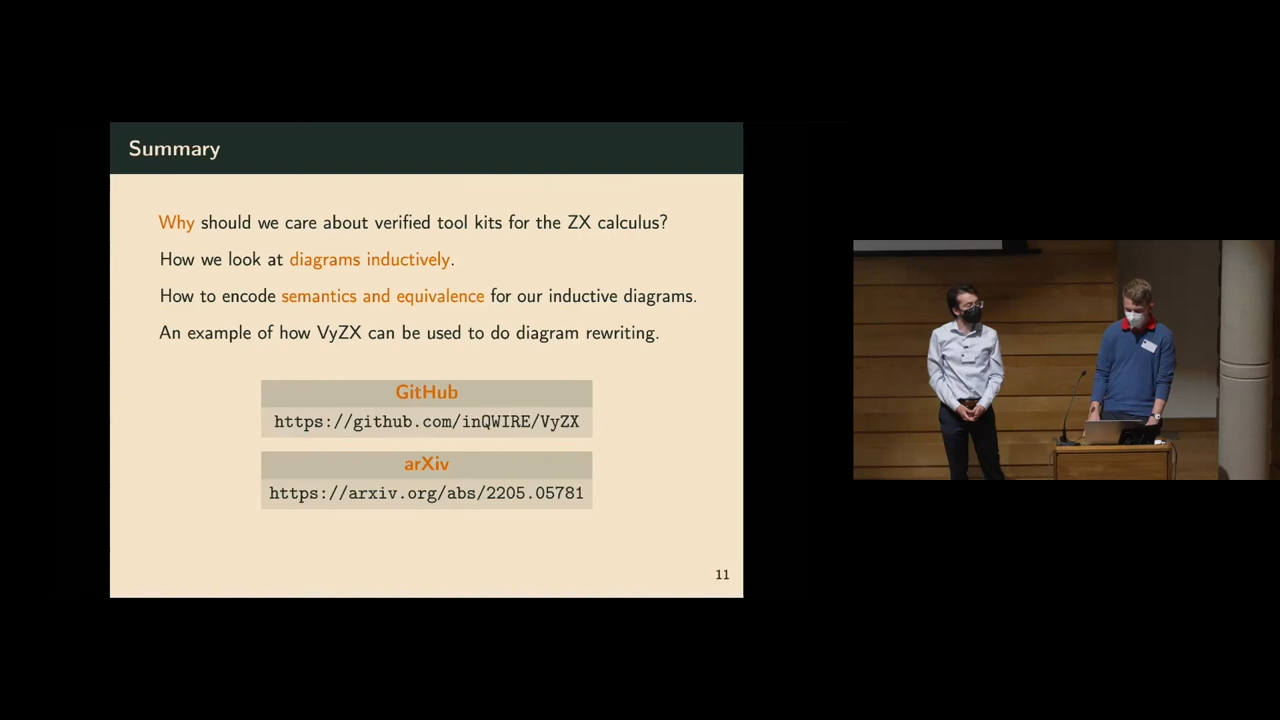 Summary
Why should we care about verified tool kits for the ZX calculus?
How we look at diagrams inductively.
How to encode semantics and equivalence for our inductive diagrams.
An example of how VyZX can be used to do diagram rewriting.
GitHub
https://github.com/inQWIRE/VyZX
arXiv
https://arxiv.org/abs/2205.05781
11